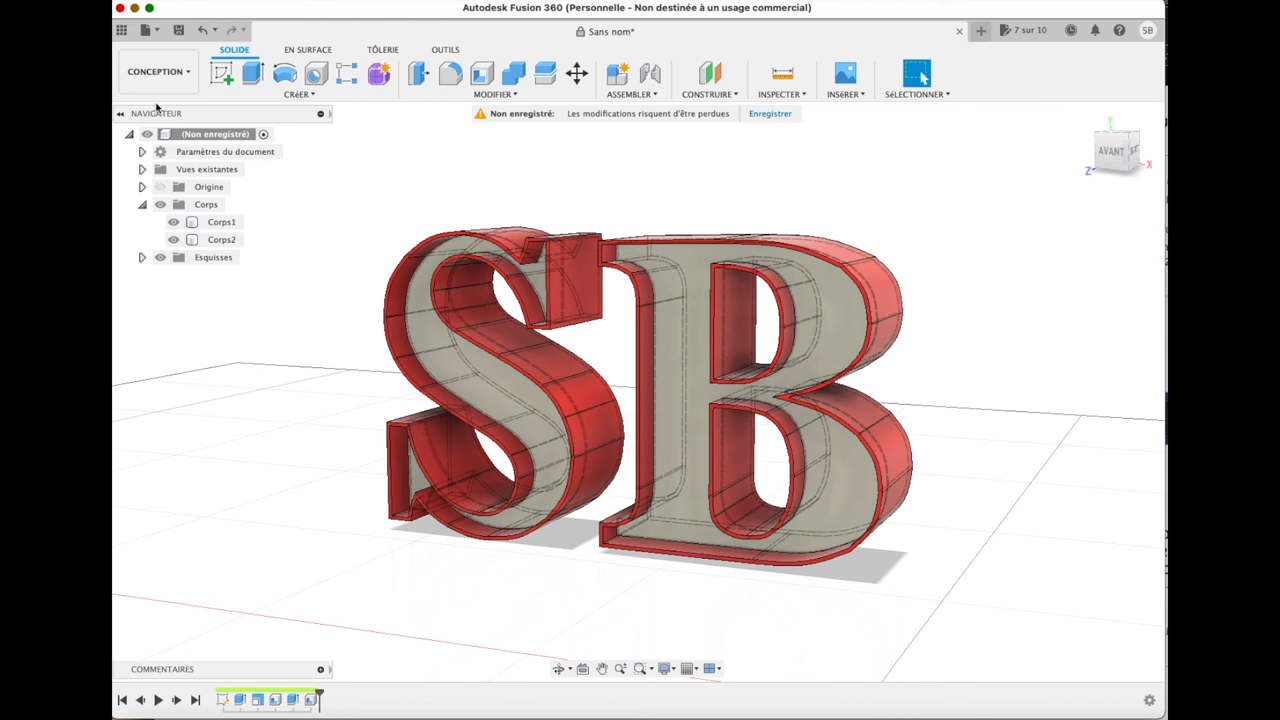 Autodesk Fusion 360 (Personnelle - Non destinée à un usage commercial)
Sans nom*
7 sur 10
SB
SOLIDE
EN SURFACE
TÔLERIE
OUTILS
CONCEPTION
CRÉER
MODIFIER
ASSEMBLER
CONSTRUIRE
INSPECTER
INSÉRER
SÉLECTIONNER
NAVIGATEUR
Non enregistré: Les modifications risquent d'être perdues Enregistrer
(Non enregistré)
Paramètres du document
Vues existantes
Origine
Corps
Corps1
Corps2
Esquisses
Y
AVANT
X
Z
SB
COMMENTAIRES